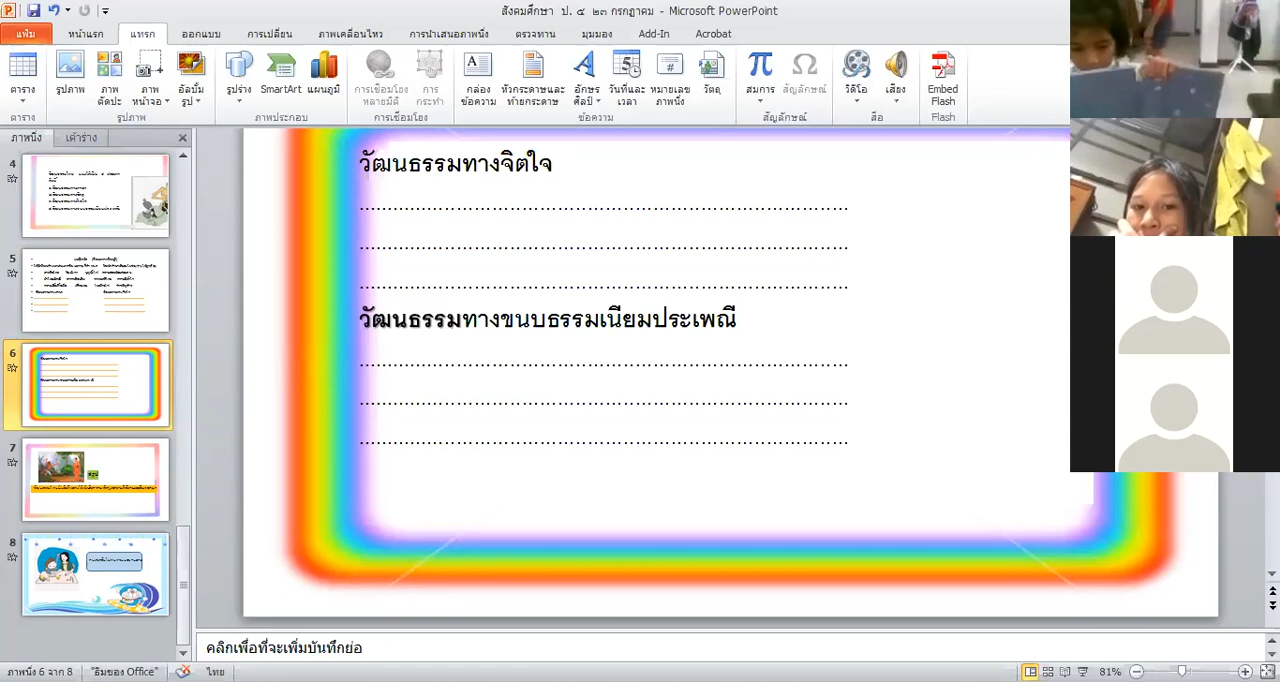 สังคมศึกษา ป. ๕ ๒๓ กรกฎาคม - Microsoft PowerPoint
แฟ้ม หน้าแรก แทรก ออกแบบ การเปลี่ยน ภาพเคลื่อนไหว การนำเสนอภาพนิ่ง ตรวจทาน มุมมอง Add-In Acrobat
ตาราง รูปภาพ ภาพตัดปะ ภาพหน้าจอ อัลบั้มรูป รูปร่าง SmartArt แผนภูมิ การเชื่อมโยงหลายมิติ การกระทำ กล่องข้อความ หัวกระดาษและท้ายกระดาษ อักษรศิลป์ วันที่และเวลา หมายเลขภาพนิ่ง วัตถุ สมการ สัญลักษณ์ วิดีโอ เสียง Embed Flash
ตาราง รูปภาพ ภาพประกอบ การเชื่อมโยง ข้อความ สัญลักษณ์ สื่อ Flash
ภาพนิ่ง เค้าร่าง
4
5
6
7
สรุป
8
วัฒนธรรมทางจิตใจ
................................................................................
................................................................................
................................................................................
วัฒนธรรมทางขนบธรรมเนียมประเพณี
................................................................................
................................................................................
................................................................................
คลิกเพื่อที่จะเพิ่มบันทึกย่อ
ภาพนิ่ง 6 จาก 8 "ธีมของ Office" ไทย 81%